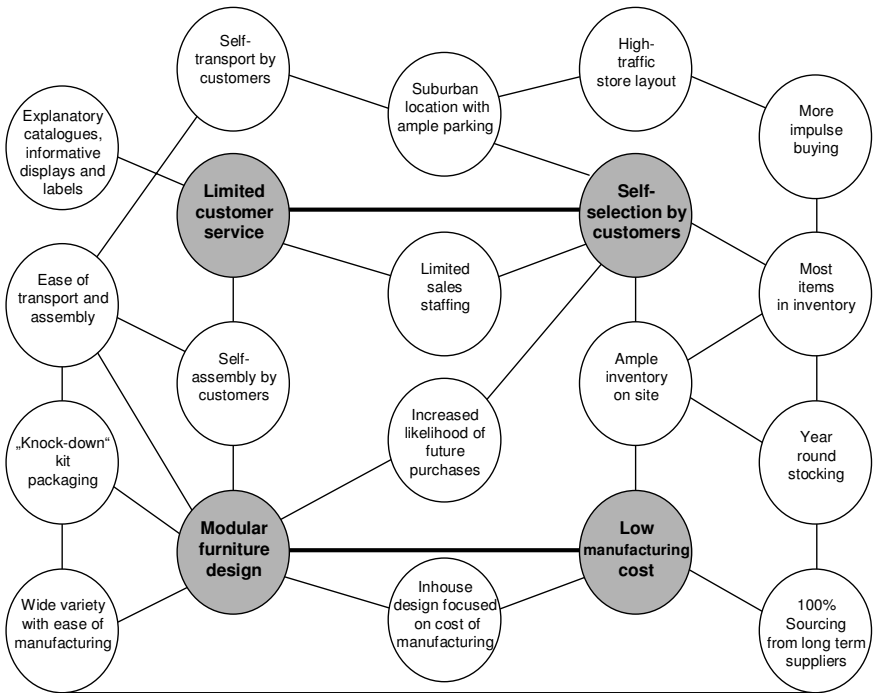 Self-
transport by
customers
High-
traffic
store layout
Suburban
location with
ample parking
Explanatory
catalogues,
informative
displays and
labels
More
impulse
buying
Limited
customer
service
Self-
selection by
customers
Limited
sales
staffing
Ease of
transport and
assembly
Most
items
in inventory
Self-
assembly by
customers
Ample
inventory
on site
Increased
likelihood of
future
purchases
„Knock-down“
kit
packaging
Year
round
stocking
Modular
furniture
design
Low
manufacturing
cost
Inhouse
design focused
on cost of
manufacturing
Wide variety
with ease of
manufacturing
100%
Sourcing
from long term
suppliers